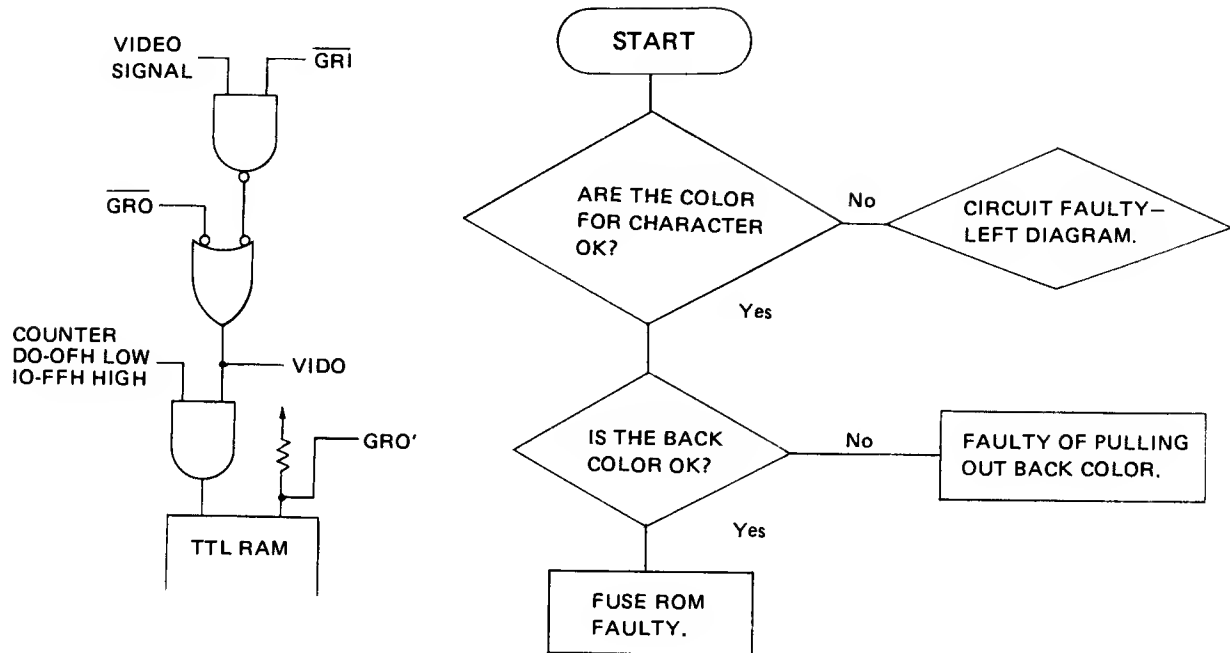 VIDEO
SIGNAL
GRI
GRO
COUNTER
DO-OFH LOW
IO-FFH HIGH
VIDO
GRO'
TTL RAM
START
ARE THE COLOR
FOR CHARACTER
OK?
No
CIRCUIT FAULTY–
LEFT DIAGRAM.
Yes
IS THE BACK
COLOR OK?
No
FAULTY OF PULLING
OUT BACK COLOR.
Yes
FUSE ROM
FAULTY.